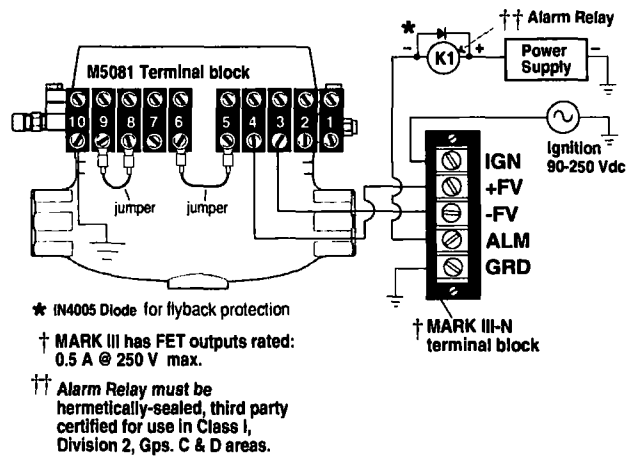 †† Alarm Relay
*
- K1 +
Power
Supply
-
M5081 Terminal block
10 9 8 7 6 5 4 3 2 1
Ignition
90-250 Vdc
IGN
+FV
-FV
ALM
GRD
jumper jumper
* IN4005 Diode for flyback protection
† MARK III has FET outputs rated:
0.5 A @ 250 V max.
†† Alarm Relay must be
hermetically-sealed, third party
certified for use in Class I,
Division 2, Gps. C & D areas.
† MARK III-N
terminal block